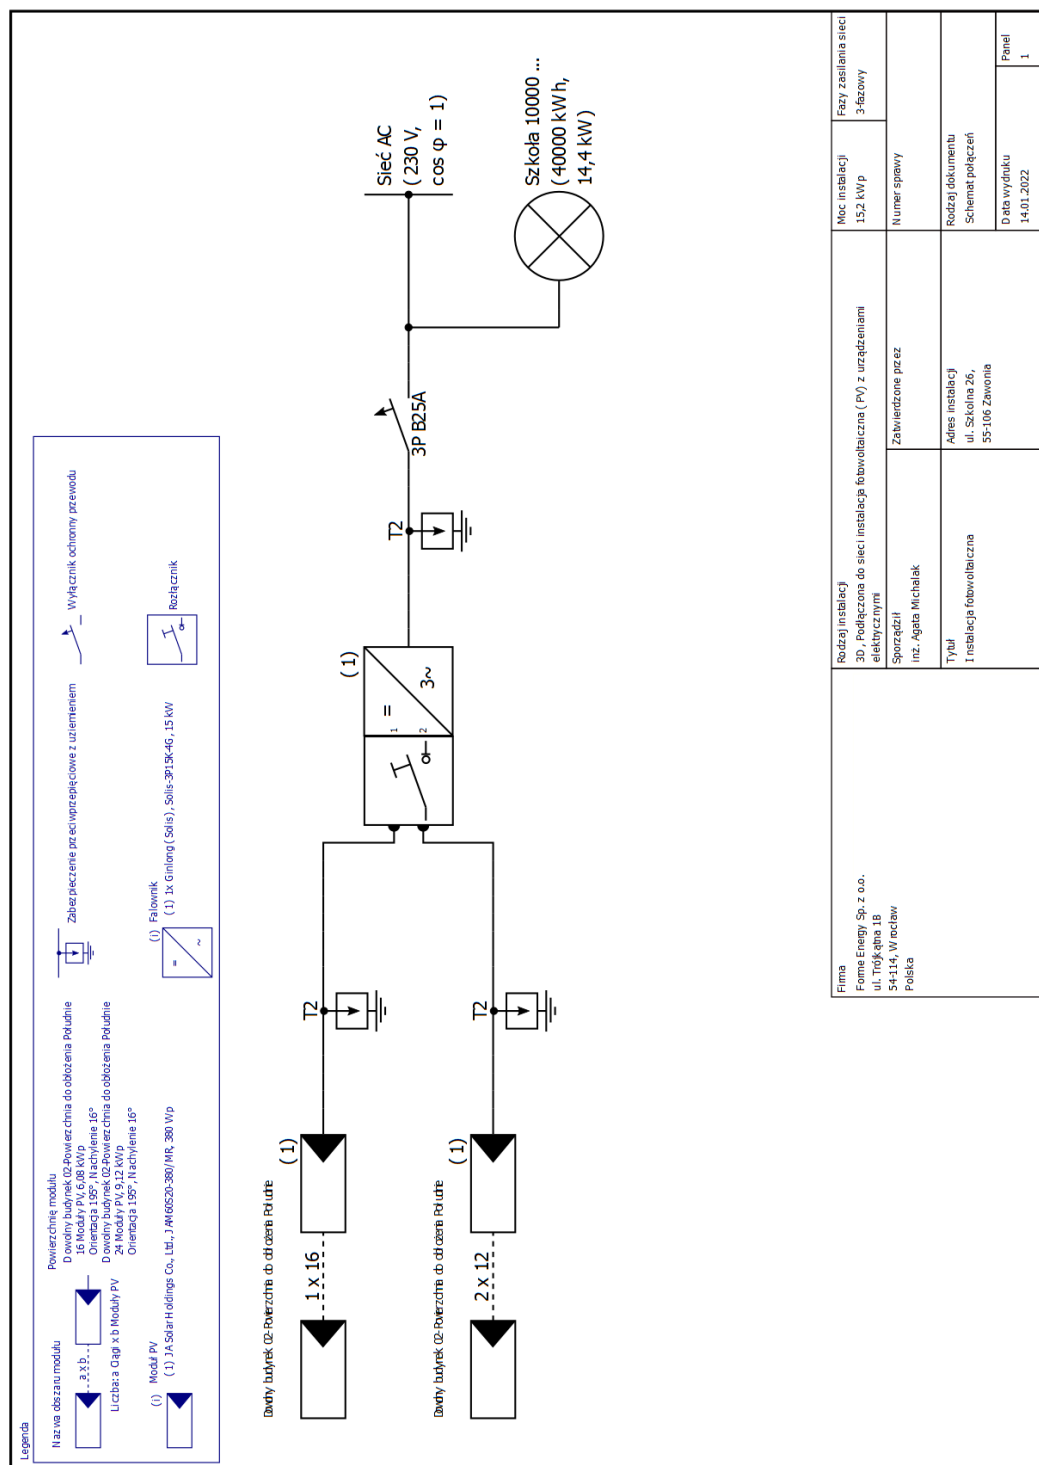 Legenda
Nazwa obszaru modułu
a x b
Liczba: a Ciągi x b Moduły PV
Powierzchnię modułu
Dowolny budynek 02-Powierzchnia do obłożenia Południe
16 Moduły PV, 6,08 kWp
Orientacja 195°, Nachylenie 16°
Dowolny budynek 02-Powierzchnia do obłożenia Południe
24 Moduły PV, 9,12 kWp
Orientacja 195°, Nachylenie 16°
Zabezpieczenie przeciwprzepięciowe z uziemieniem
Wyłącznik ochronny przewodu
(i) Moduł PV
(1) JA Solar Holdings Co., Ltd., JAM60S20-380/MR, 380 Wp
(i) Falownik
(1) 1x Ginlong (Solis), Solis-3P15K-4G, 15 kW
=
~
Rozłącznik
Dowolny budynek 02-Powierzchnia do obłożenia Południe
1 x 16
(1)
T2
Dowolny budynek 02-Powierzchnia do obłożenia Południe
2 x 12
(1)
T2
(1)
=
1
2
3~
T2
3P B25A
Sieć AC
(230 V,
cos φ = 1)
Szkoła 10000 ...
(40000 kWh,
14,4 kW)
Firma
Forme Energy Sp. z o.o.
ul. Trójkątna 1B
54-114, Wrocław
Polska
Rodzaj instalacji
3D, Podłączona do sieci instalacja fotowoltaiczna (PV) z urządzeniami
elektrycznymi
Moc instalacji
15,2 kWp
Fazy zasilania sieci
3-fazowy
Sporządził
inż. Agata Michalak
Zatwierdzone przez
Numer sprawy
Tytuł
Instalacja fotowoltaiczna
Adres instalacji
ul. Szkolna 26,
55-106 Zawonia
Rodzaj dokumentu
Schemat połączeń
Data wydruku
14.01.2022
Panel
1